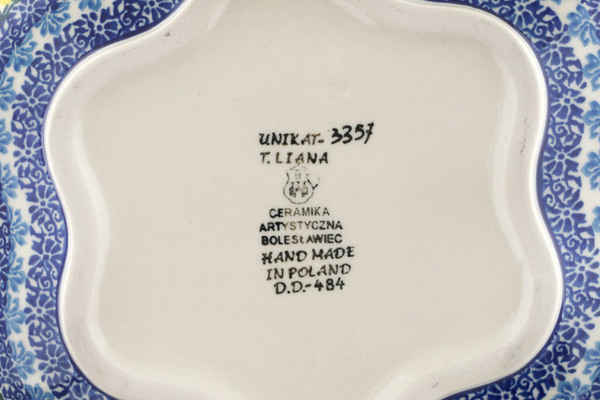 UNIKAT- 3357
T. LIANA
CERAMIKA
ARTYSTYCZNA
BOLESŁAWIEC
HAND MADE
IN POLAND
D.D.-484